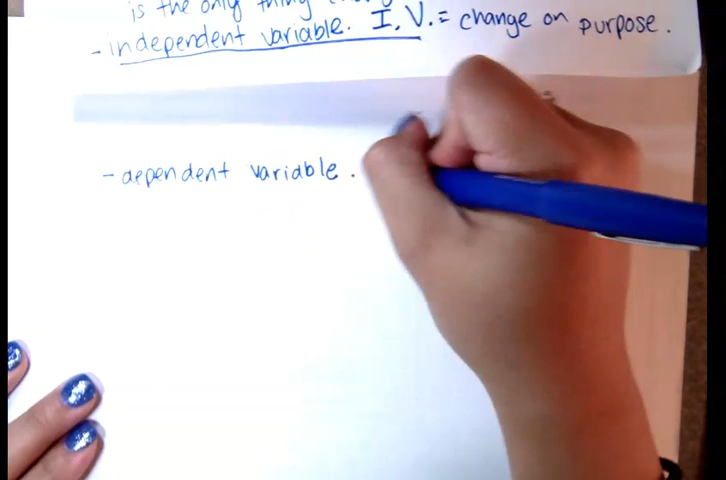 is the only thing
- independent variable. I.V. = change on purpose.
- dependent variable.